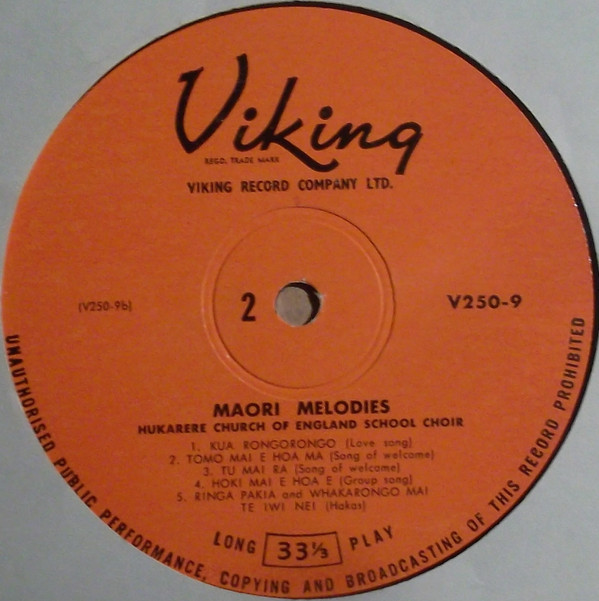 Viking
REGD. TRADE MARK
VIKING RECORD COMPANY LTD.
(V250-9b)
2
V250-9
MAORI MELODIES
HUKARERE CHURCH OF ENGLAND SCHOOL CHOIR
1. KUA RONGORONGO (Love song)
2. TOMO MAI E HOA MA (Song of welcome)
3. TU MAI RA (Song of welcome)
4. HOKI MAI E HOA E (Group song)
5. RINGA PAKIA and WHAKARONGO MAI
TE IWI NEI (Hakas)
LONG 33⅓ PLAY
UNAUTHORISED PUBLIC PERFORMANCE, COPYING AND BROADCASTING OF THIS RECORD PROHIBITED